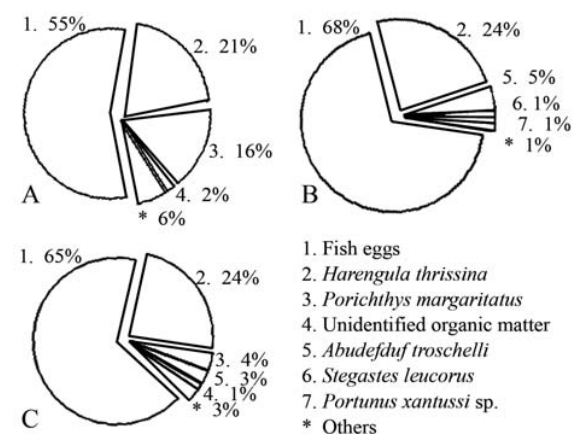 1. 55%
2. 21%
3. 16%
4. 2%
* 6%
A
1. 68%
2. 24%
5. 5%
6. 1%
7. 1%
* 1%
B
1. 65%
2. 24%
3. 4%
5. 3%
4. 1%
* 3%
C
1. Fish eggs
2. Harengula thrissina
3. Porichthys margaritatus
4. Unidentified organic matter
5. Abudefduf troschelli
6. Stegastes leucorus
7. Portunus xantussi sp.
* Others